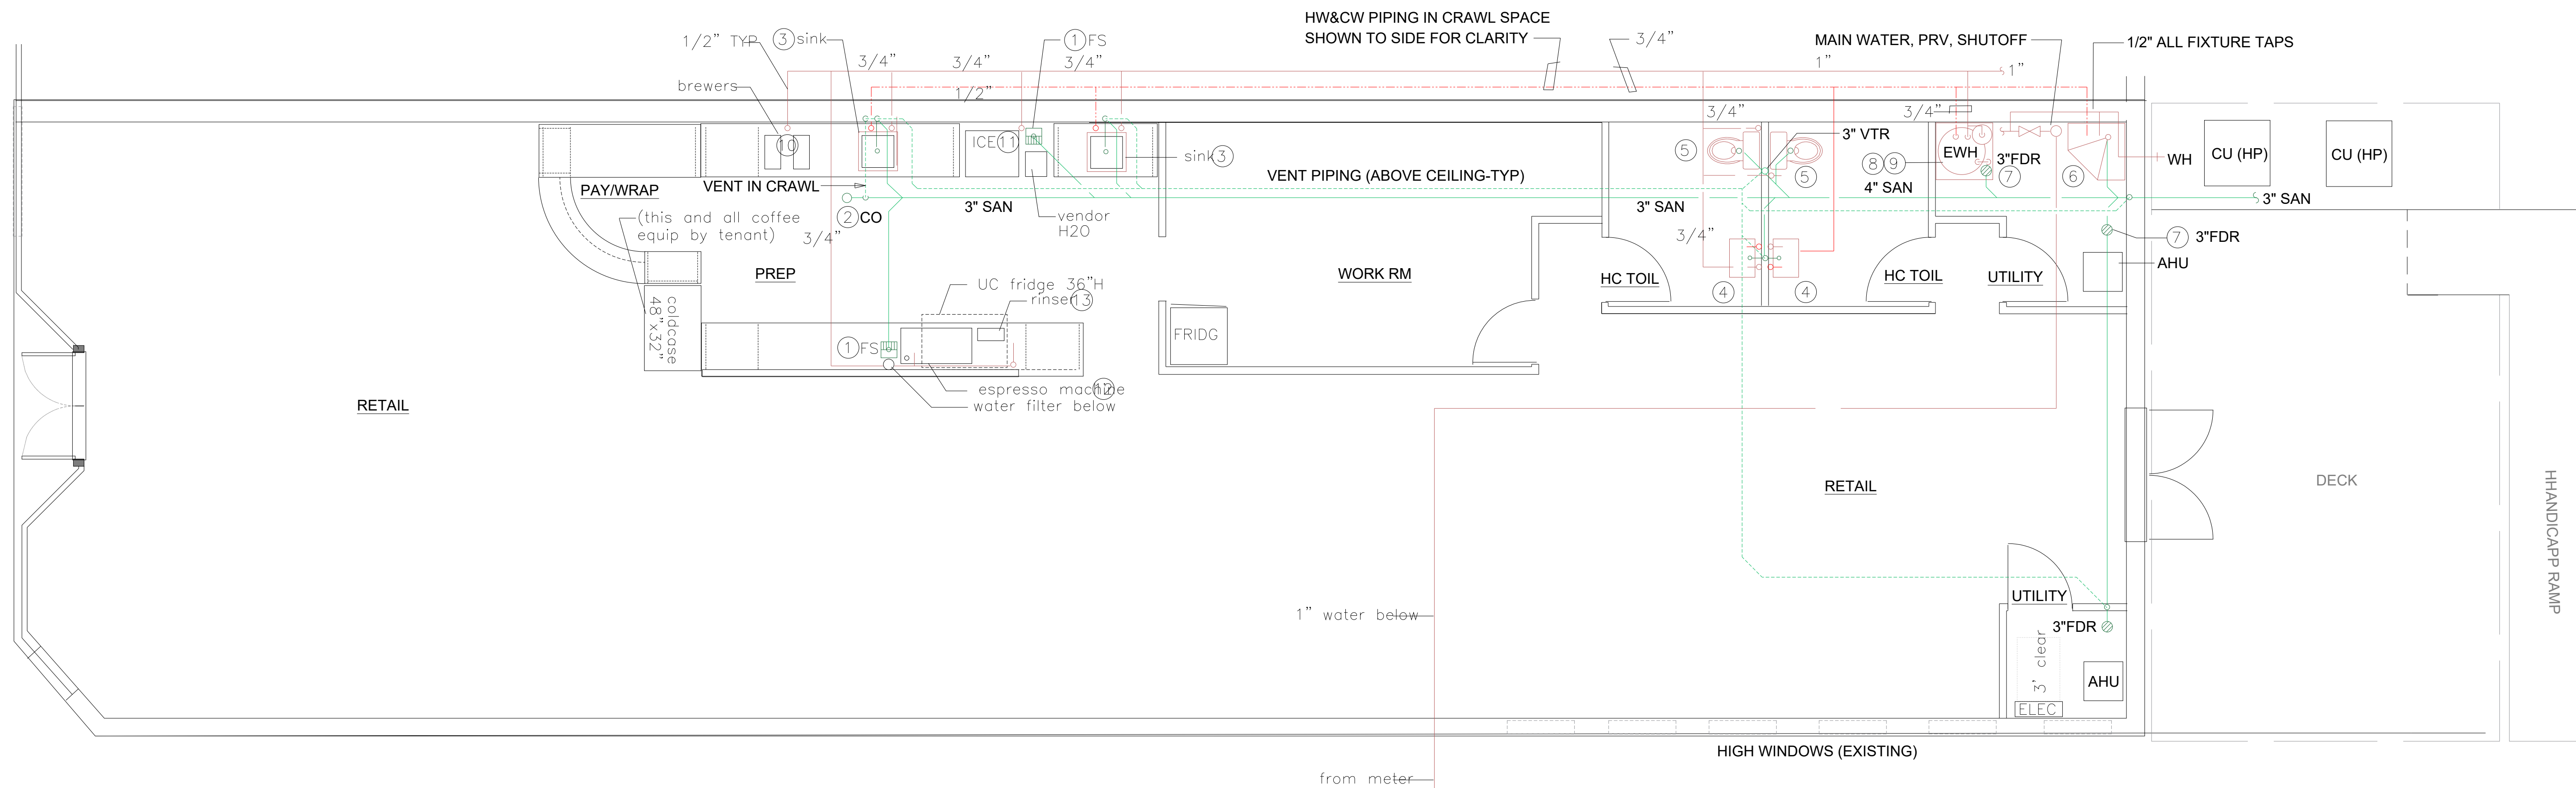 HW&CW PIPING IN CRAWL SPACE
SHOWN TO SIDE FOR CLARITY
3/4"
MAIN WATER, PRV, SHUTOFF
1/2" ALL FIXTURE TAPS
1/2" TYP
3 sink
1 FS
3/4"
3/4"
3/4"
1"
1"
brewers
1/2"
3/4"
3/4"
10
ICE 11
sink 3
5
3" VTR
5
8 9
EWH
3"FDR
7
6
WH
CU (HP)
CU (HP)
4" SAN
PAY/WRAP
VENT IN CRAWL
VENT PIPING (ABOVE CEILING-TYP)
(this and all coffee
equip by tenant)
2 CO
3" SAN
vendor
H2O
3" SAN
3" SAN
3/4"
3/4"
7 3"FDR
PREP
WORK RM
HC TOIL
HC TOIL
UTILITY
AHU
UC fridge 36"H
rinser 13
4
4
coldcase
48"x32"
FRIDG
1 FS
espresso machine 12
water filter below
RETAIL
RETAIL
DECK
HHANDICAPP RAMP
1" water below
UTILITY
3"FDR
3' clear
AHU
ELEC
HIGH WINDOWS (EXISTING)
from meter